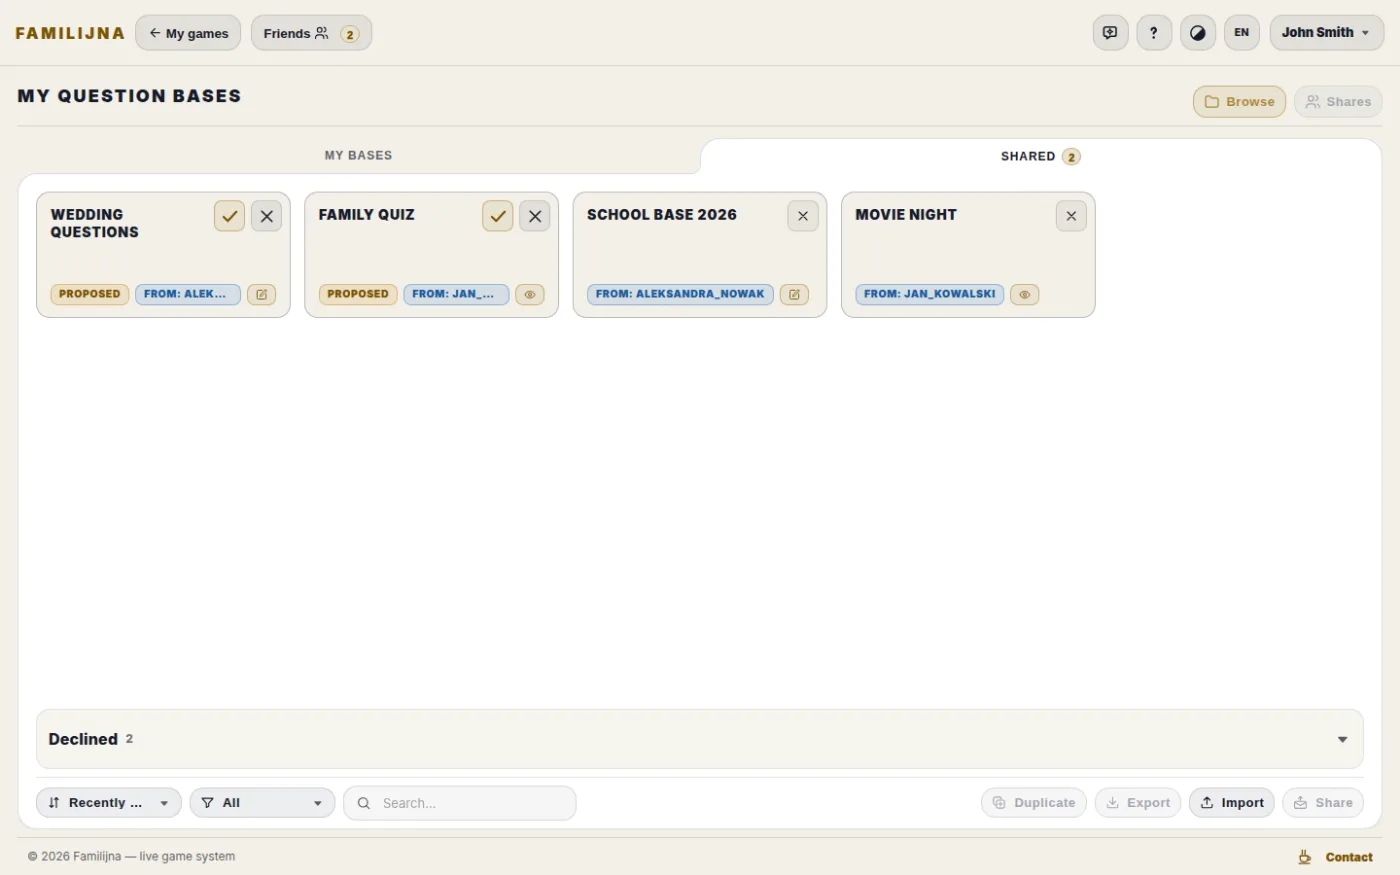 FAMILIJNA
My games
Friends 2
?
EN
John Smith
MY QUESTION BASES
Browse
Shares
MY BASES
SHARED 2
WEDDING
QUESTIONS
PROPOSED
FROM: ALEK...
FAMILY QUIZ
PROPOSED
FROM: JAN_...
SCHOOL BASE 2026
FROM: ALEKSANDRA_NOWAK
MOVIE NIGHT
FROM: JAN_KOWALSKI
Declined 2
Recently ...
All
Search...
Duplicate
Export
Import
Share
© 2026 Familijna — live game system
Contact